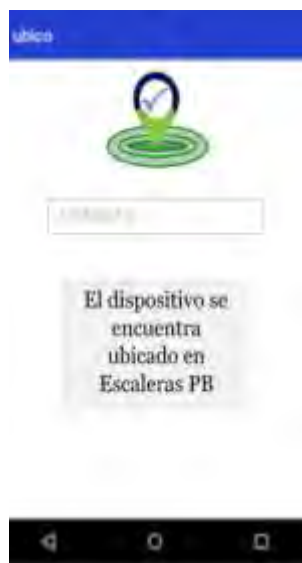 ubico
El dispositivo se
encuentra
ubicado en
Escaleras PB